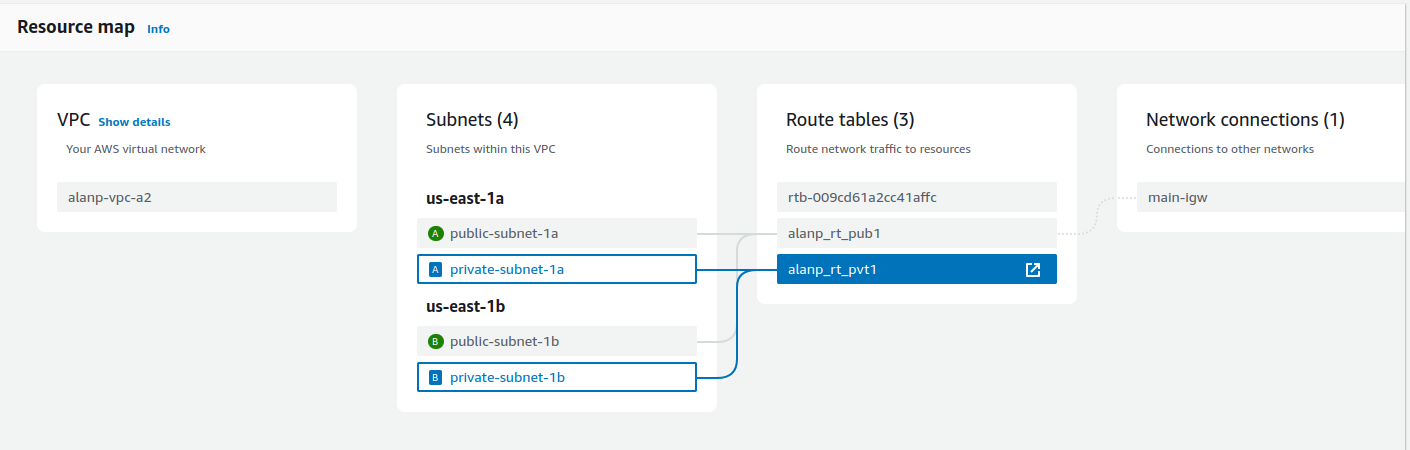 Resource map Info
VPC Show details
Your AWS virtual network
alanp-vpc-a2
Subnets (4)
Subnets within this VPC
us-east-1a
A public-subnet-1a
A private-subnet-1a
us-east-1b
B public-subnet-1b
B private-subnet-1b
Route tables (3)
Route network traffic to resources
rtb-009cd61a2cc41affc
alanp_rt_pub1
alanp_rt_pvt1
Network connections (1)
Connections to other networks
main-igw